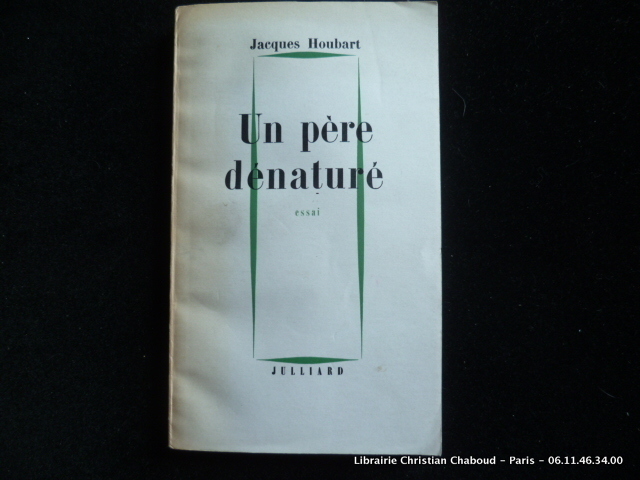 Jacques Houbart
Un père
dénaturé
essai
JULLIARD
Librairie Christian Chaboud - Paris - 06.11.46.34.00